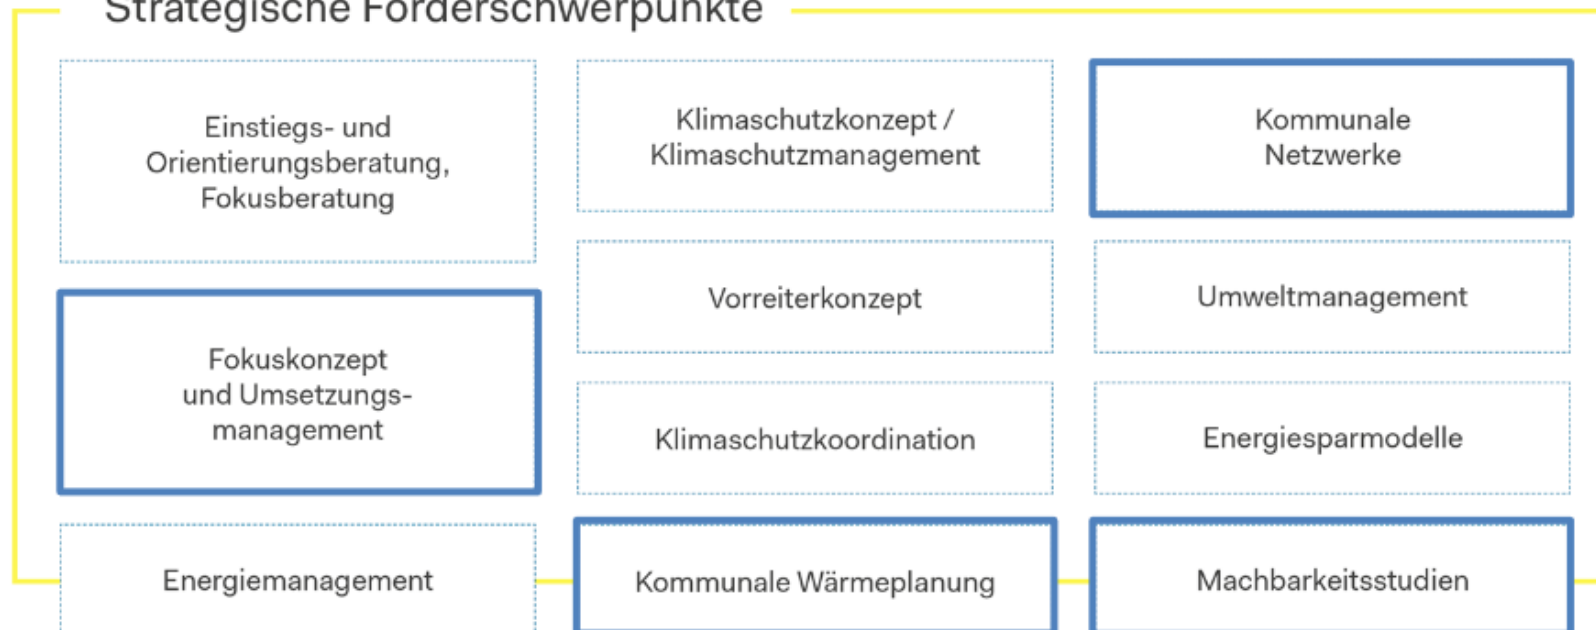 Strategische Förderschwerpunkte
Einstiegs- und
Orientierungsberatung,
Fokusberatung
Fokuskonzept
und Umsetzungs-
management
Energiemanagement
Klimaschutzkonzept /
Klimaschutzmanagement
Vorreiterkonzept
Klimaschutzkoordination
Kommunale Wärmeplanung
Kommunale
Netzwerke
Umweltmanagement
Energiesparmodelle
Machbarkeitsstudien